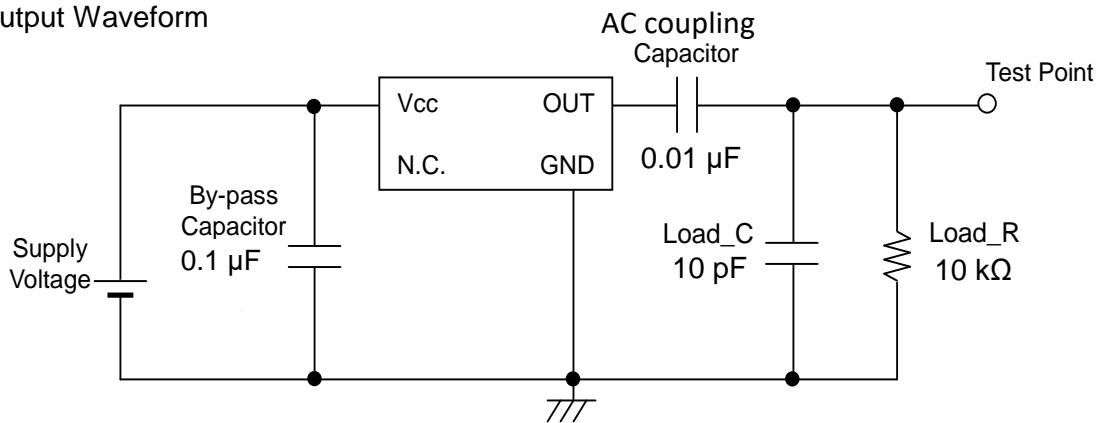 utput Waveform
AC coupling
Capacitor
Test Point
Vcc
OUT
N.C.
GND
0.01 µF
By-pass
Capacitor
0.1 µF
Supply
Voltage
Load_C
10 pF
Load_R
10 kΩ